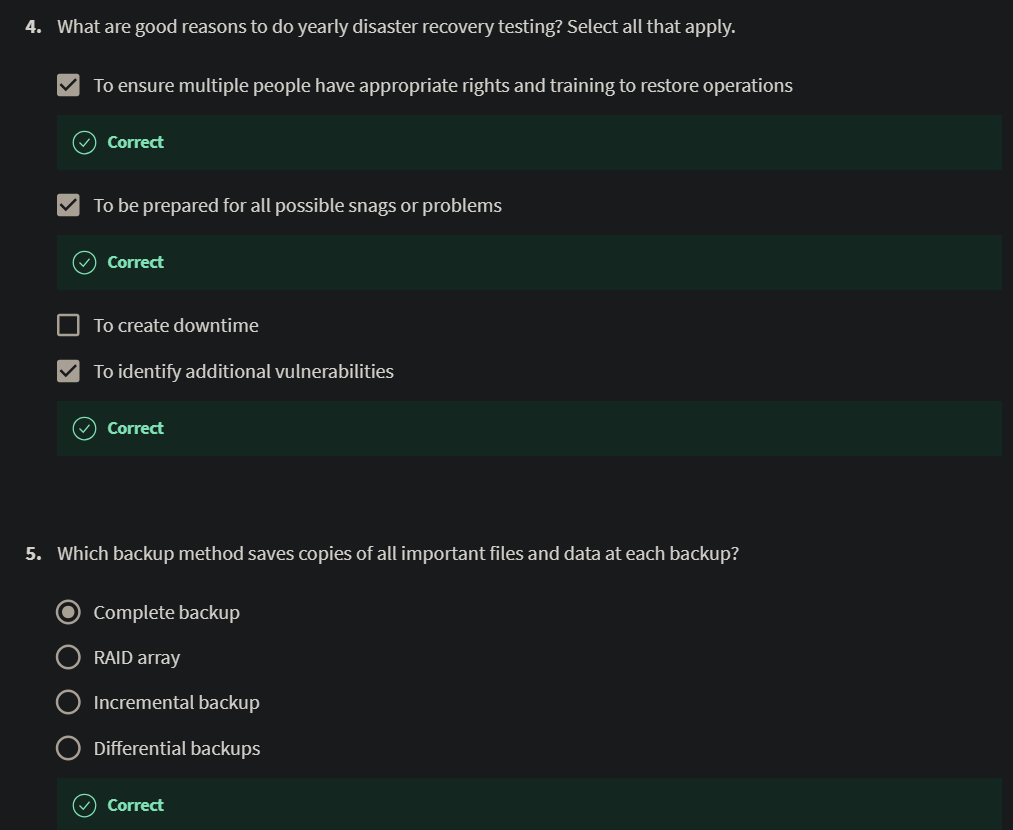 4. What are good reasons to do yearly disaster recovery testing? Select all that apply.
To ensure multiple people have appropriate rights and training to restore operations
Correct
To be prepared for all possible snags or problems
Correct
To create downtime
To identify additional vulnerabilities
Correct
5. Which backup method saves copies of all important files and data at each backup?
Complete backup
RAID array
Incremental backup
Differential backups
Correct